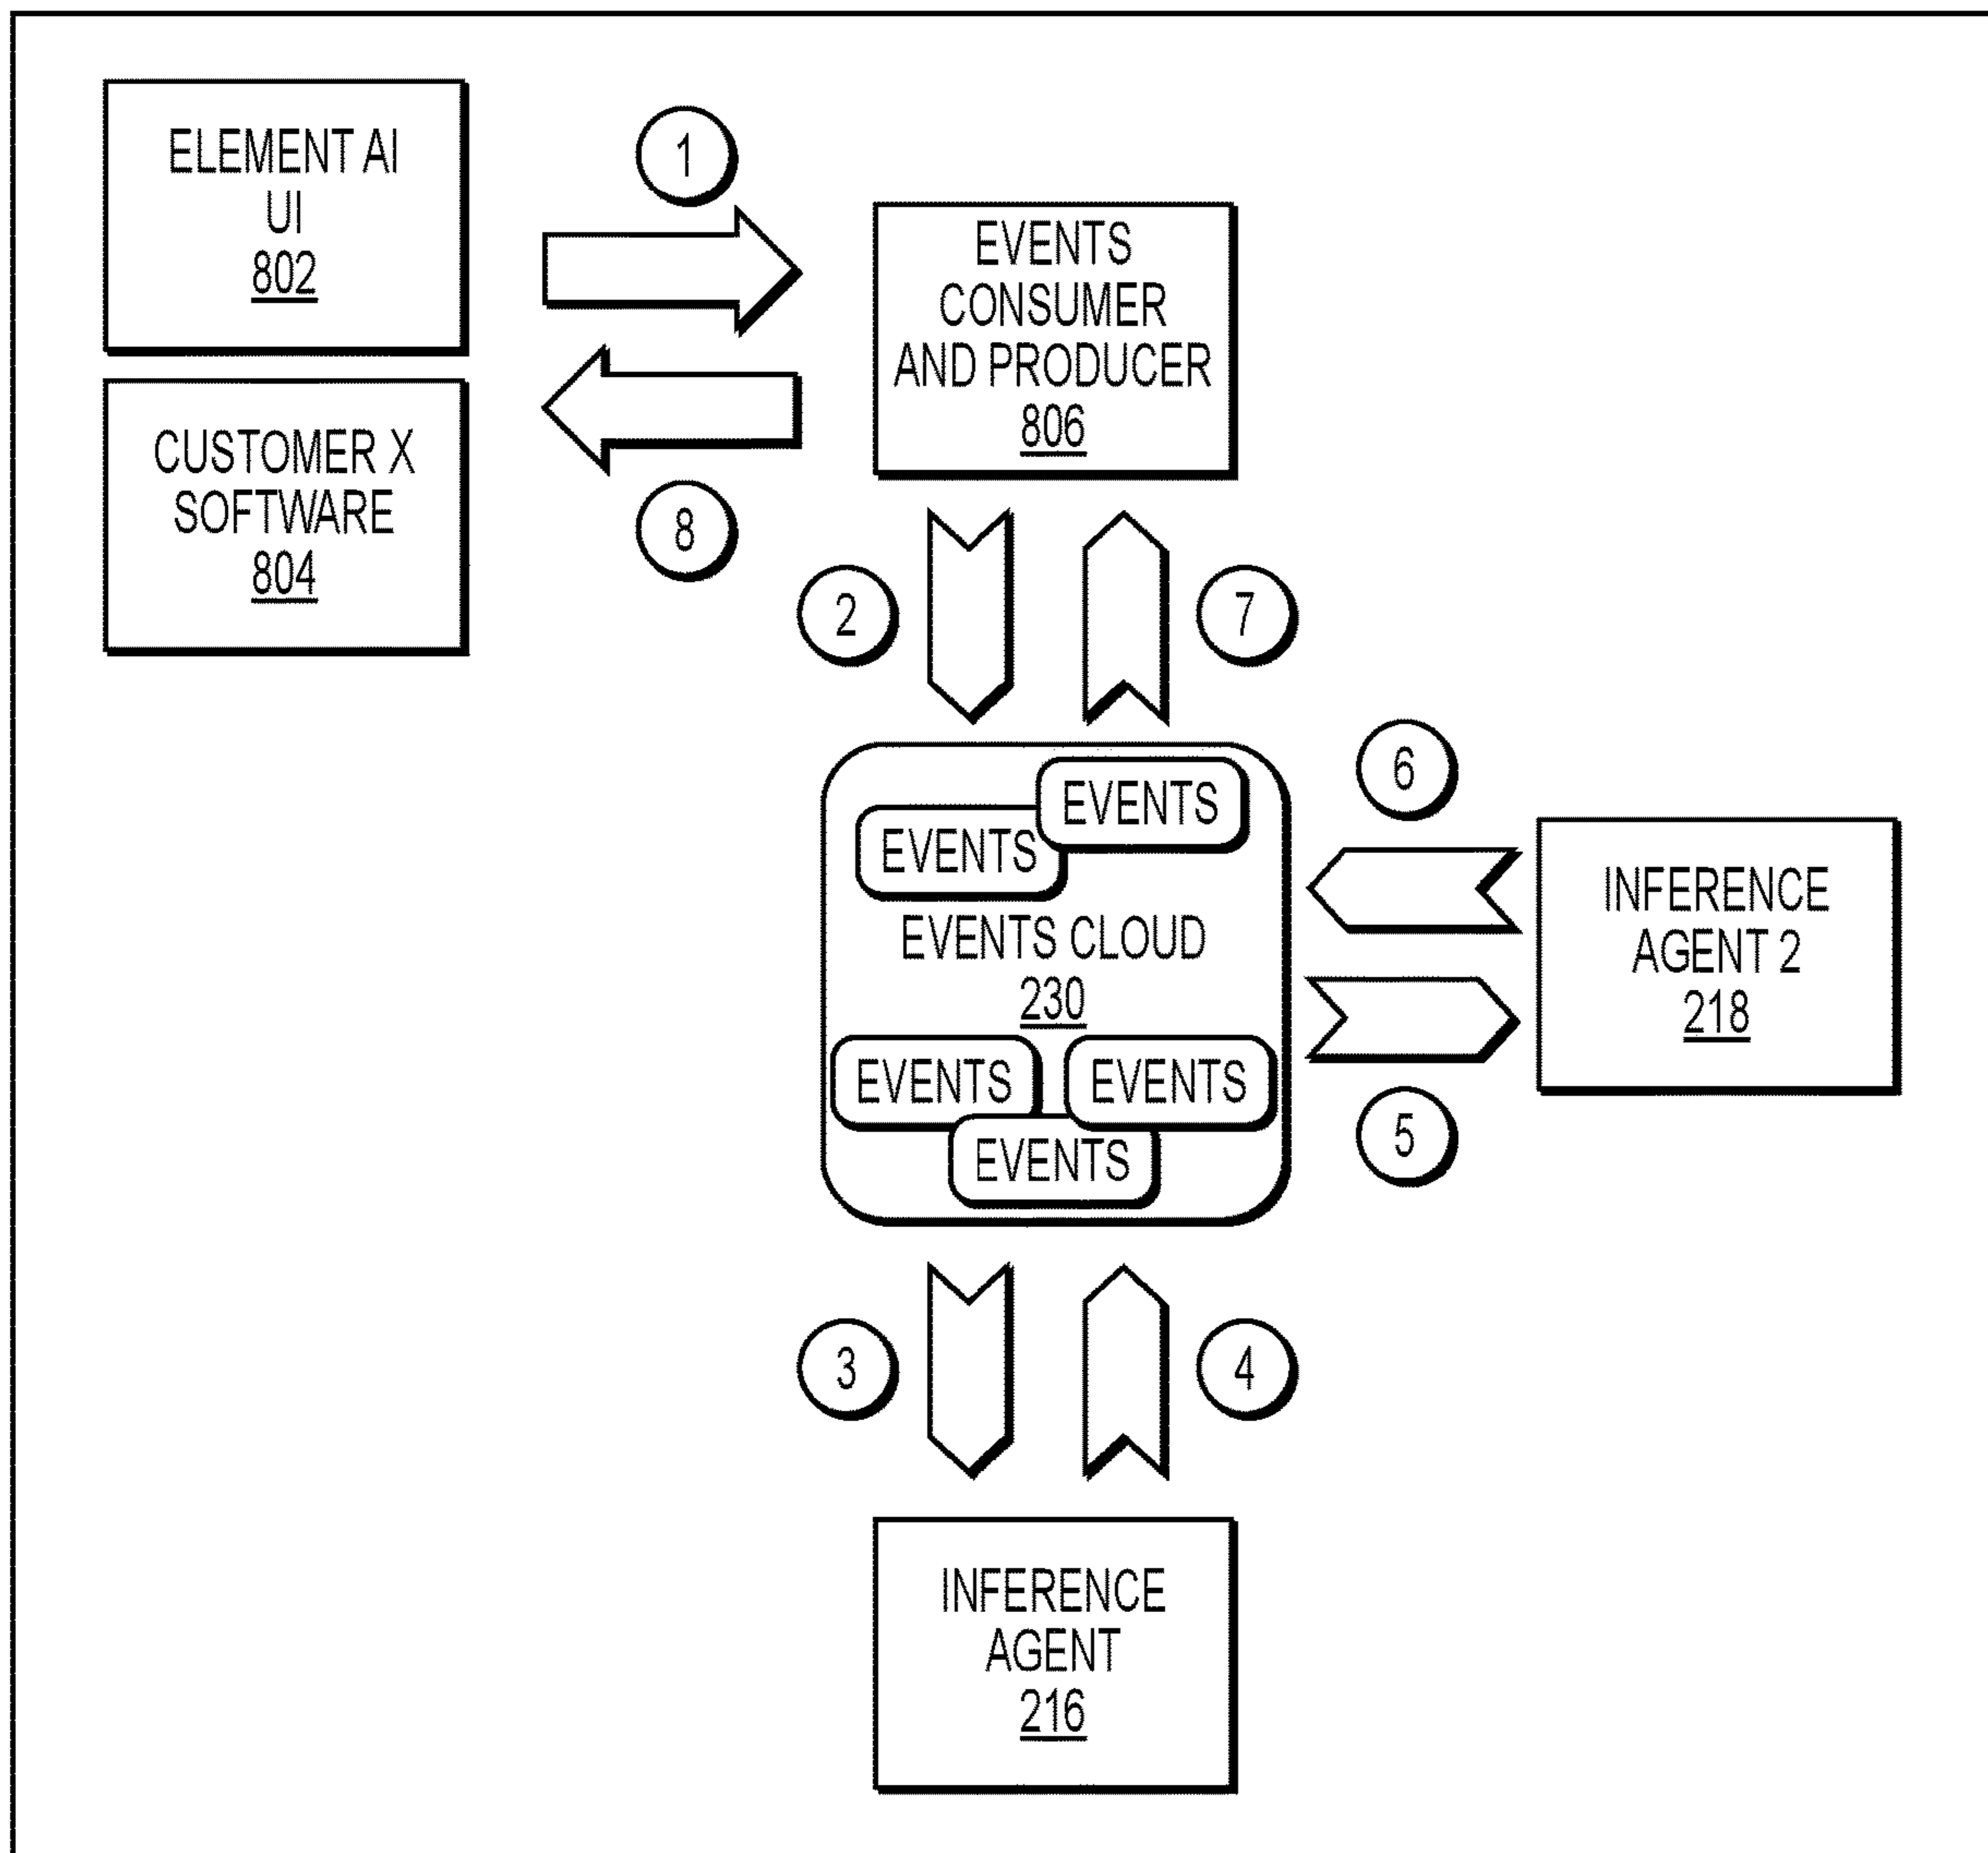 ELEMENT AI
UI
802
CUSTOMER X
SOFTWARE
804
1
8
EVENTS
CONSUMER
AND PRODUCER
806
2
7
EVENTS
EVENTS
EVENTS CLOUD
230
EVENTS
EVENTS
EVENTS
6
5
INFERENCE
AGENT 2
218
3
4
INFERENCE
AGENT
216